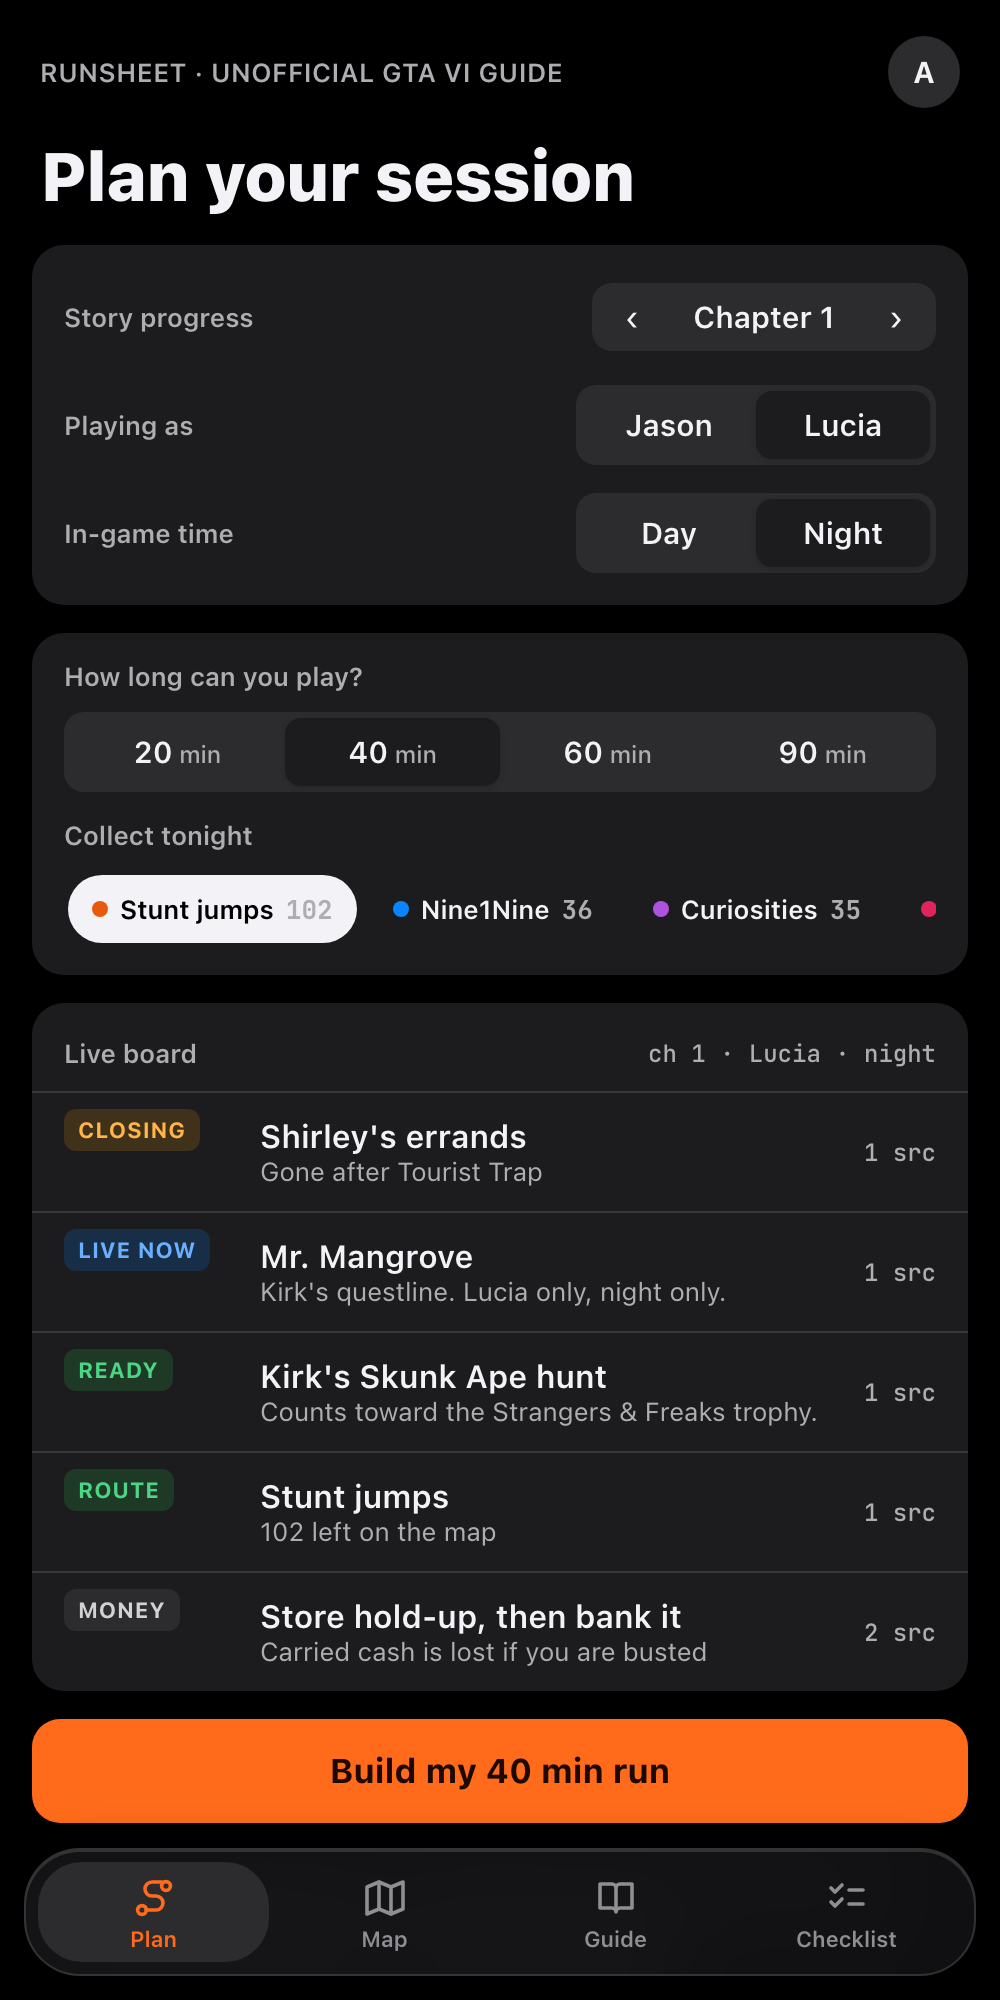 RUNSHEET · UNOFFICIAL GTA VI GUIDE
A
Plan your session
Story progress
‹ Chapter 1 ›
Playing as
Jason Lucia
In-game time
Day Night
How long can you play?
20 min 40 min 60 min 90 min
Collect tonight
Stunt jumps 102 Nine1Nine 36 Curiosities 35
Live board
ch 1 · Lucia · night
CLOSING
Shirley's errands
Gone after Tourist Trap
1 src
LIVE NOW
Mr. Mangrove
Kirk's questline. Lucia only, night only.
1 src
READY
Kirk's Skunk Ape hunt
Counts toward the Strangers & Freaks trophy.
1 src
ROUTE
Stunt jumps
102 left on the map
1 src
MONEY
Store hold-up, then bank it
Carried cash is lost if you are busted
2 src
Build my 40 min run
Plan Map Guide Checklist